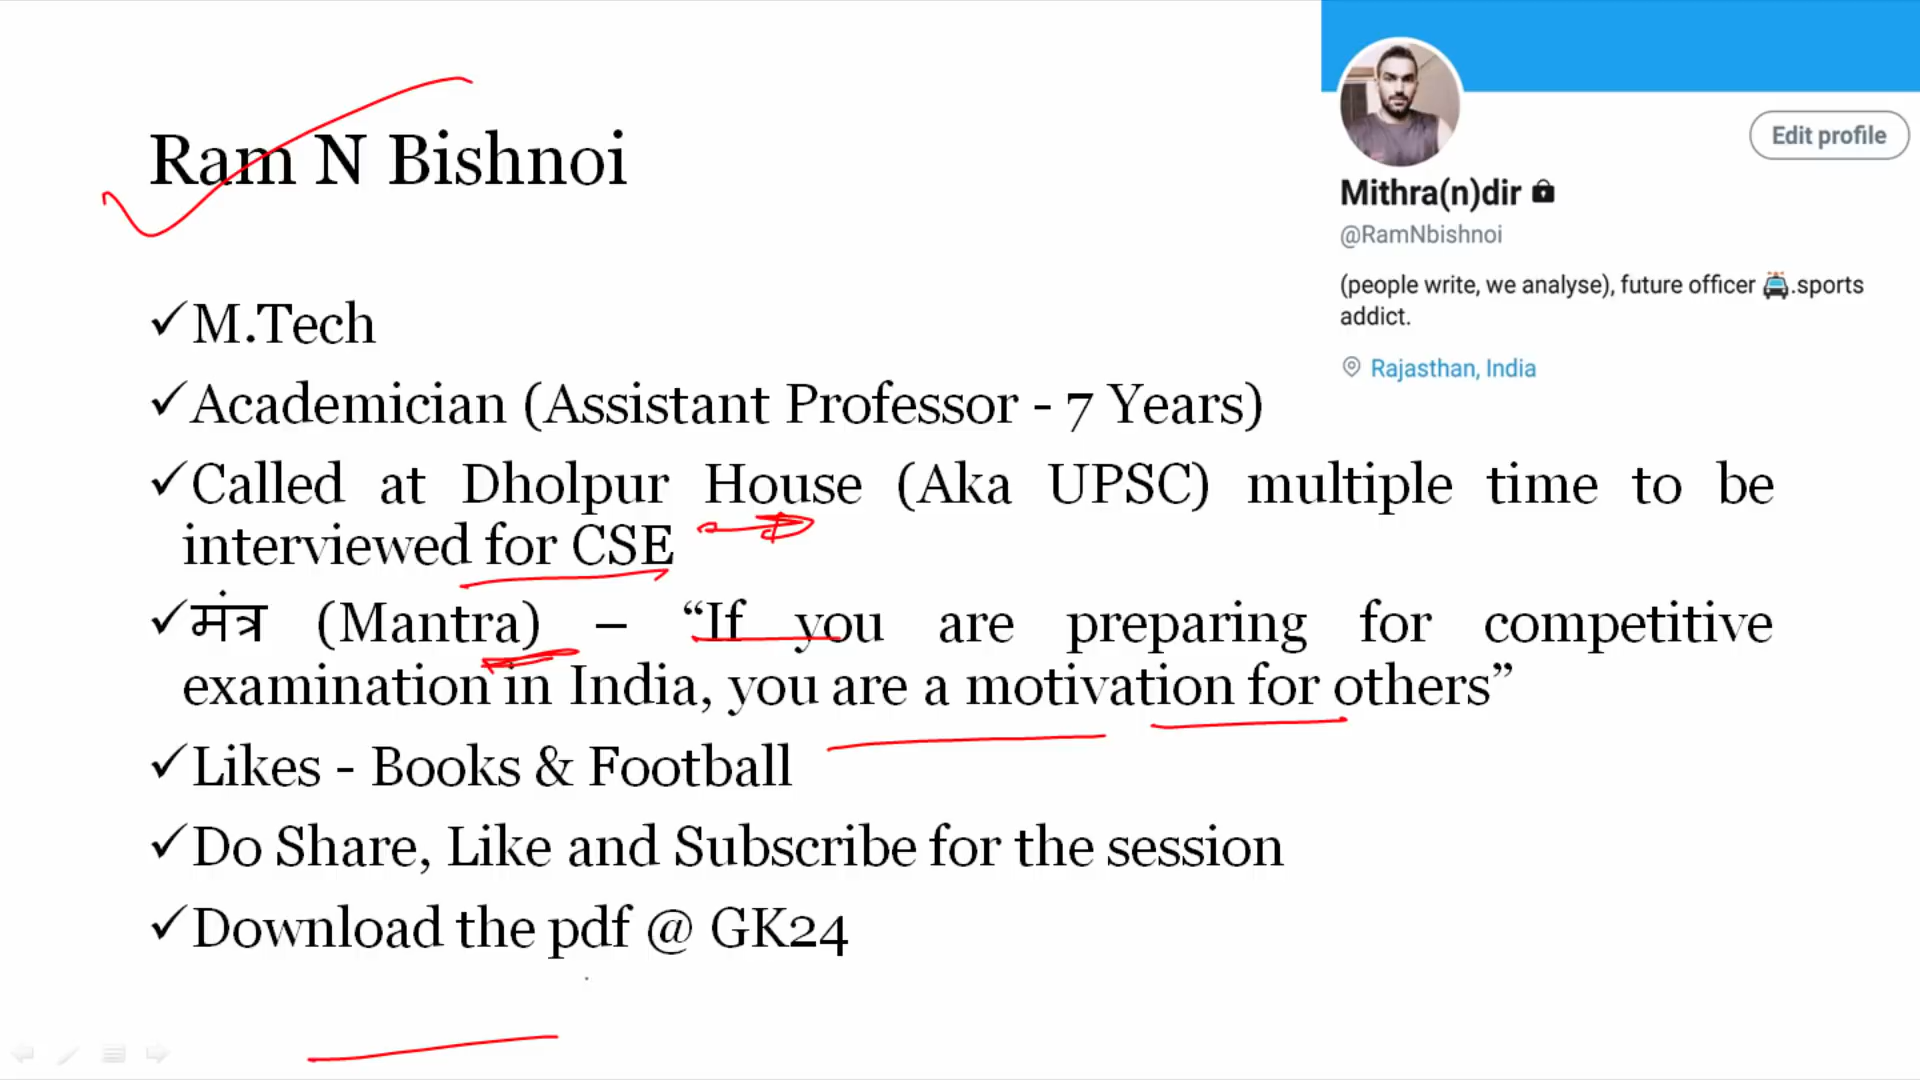 Ram N Bishnoi
✓M.Tech
✓Academician (Assistant Professor - 7 Years)
✓Called at Dholpur House (Aka UPSC) multiple time to be
interviewed for CSE
✓मंत्र (Mantra) – “If you are preparing for competitive
examination in India, you are a motivation for others”
✓Likes - Books & Football
✓Do Share, Like and Subscribe for the session
✓Download the pdf @ GK24
Edit profile
Mithra(n)dir
@RamNbishnoi
(people write, we analyse), future officer 🚔.sports
addict.
Rajasthan, India